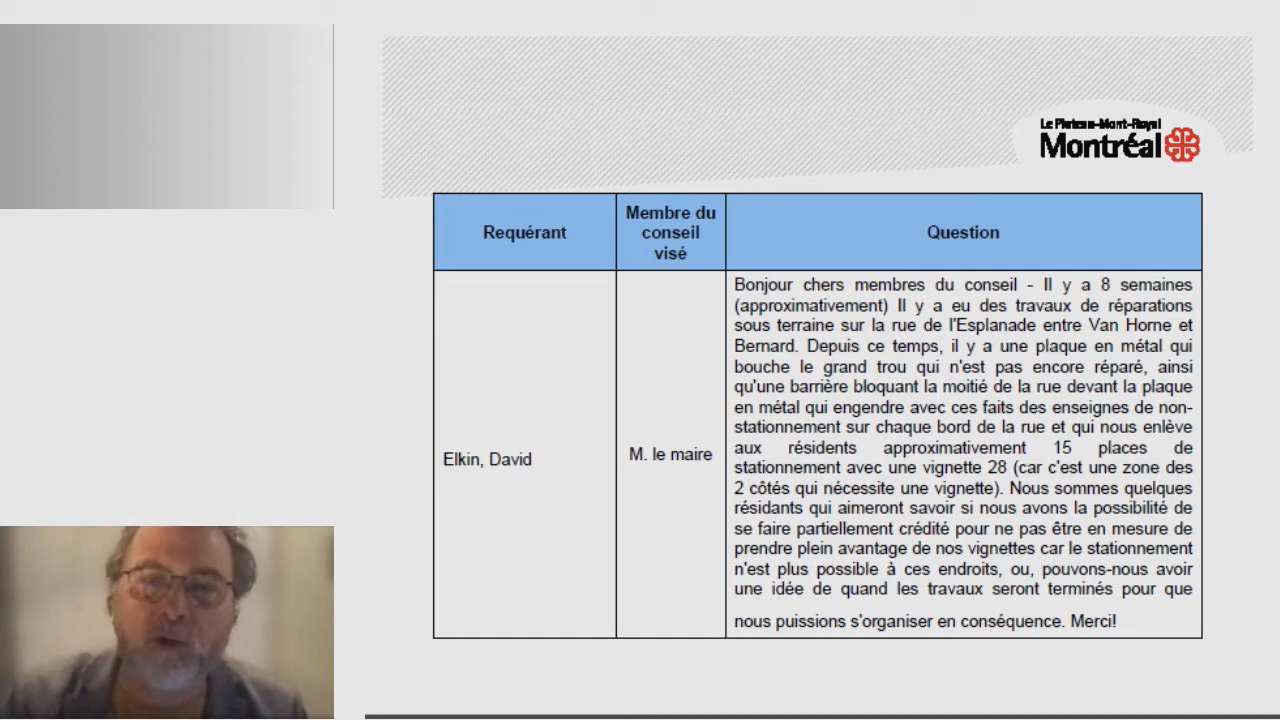 Le Plateau-Mont-Royal
Montréal
Requérant
Membre du
conseil
visé
Question
Elkin, David
M. le maire
Bonjour chers membres du conseil - Il y a 8 semaines
(approximativement) Il y a eu des travaux de réparations
sous terraine sur la rue de l'Esplanade entre Van Horne et
Bernard. Depuis ce temps, il y a une plaque en métal qui
bouche le grand trou qui n'est pas encore réparé, ainsi
qu'une barrière bloquant la moitié de la rue devant la plaque
en métal qui engendre avec ces faits des enseignes de non-
stationnement sur chaque bord de la rue et qui nous enlève
aux résidents approximativement 15 places de
stationnement avec une vignette 28 (car c'est une zone des
2 côtés qui nécessite une vignette). Nous sommes quelques
résidants qui aimeront savoir si nous avons la possibilité de
se faire partiellement crédité pour ne pas être en mesure de
prendre plein avantage de nos vignettes car le stationnement
n'est plus possible à ces endroits, ou, pouvons-nous avoir
une idée de quand les travaux seront terminés pour que
nous puissions s'organiser en conséquence. Merci!